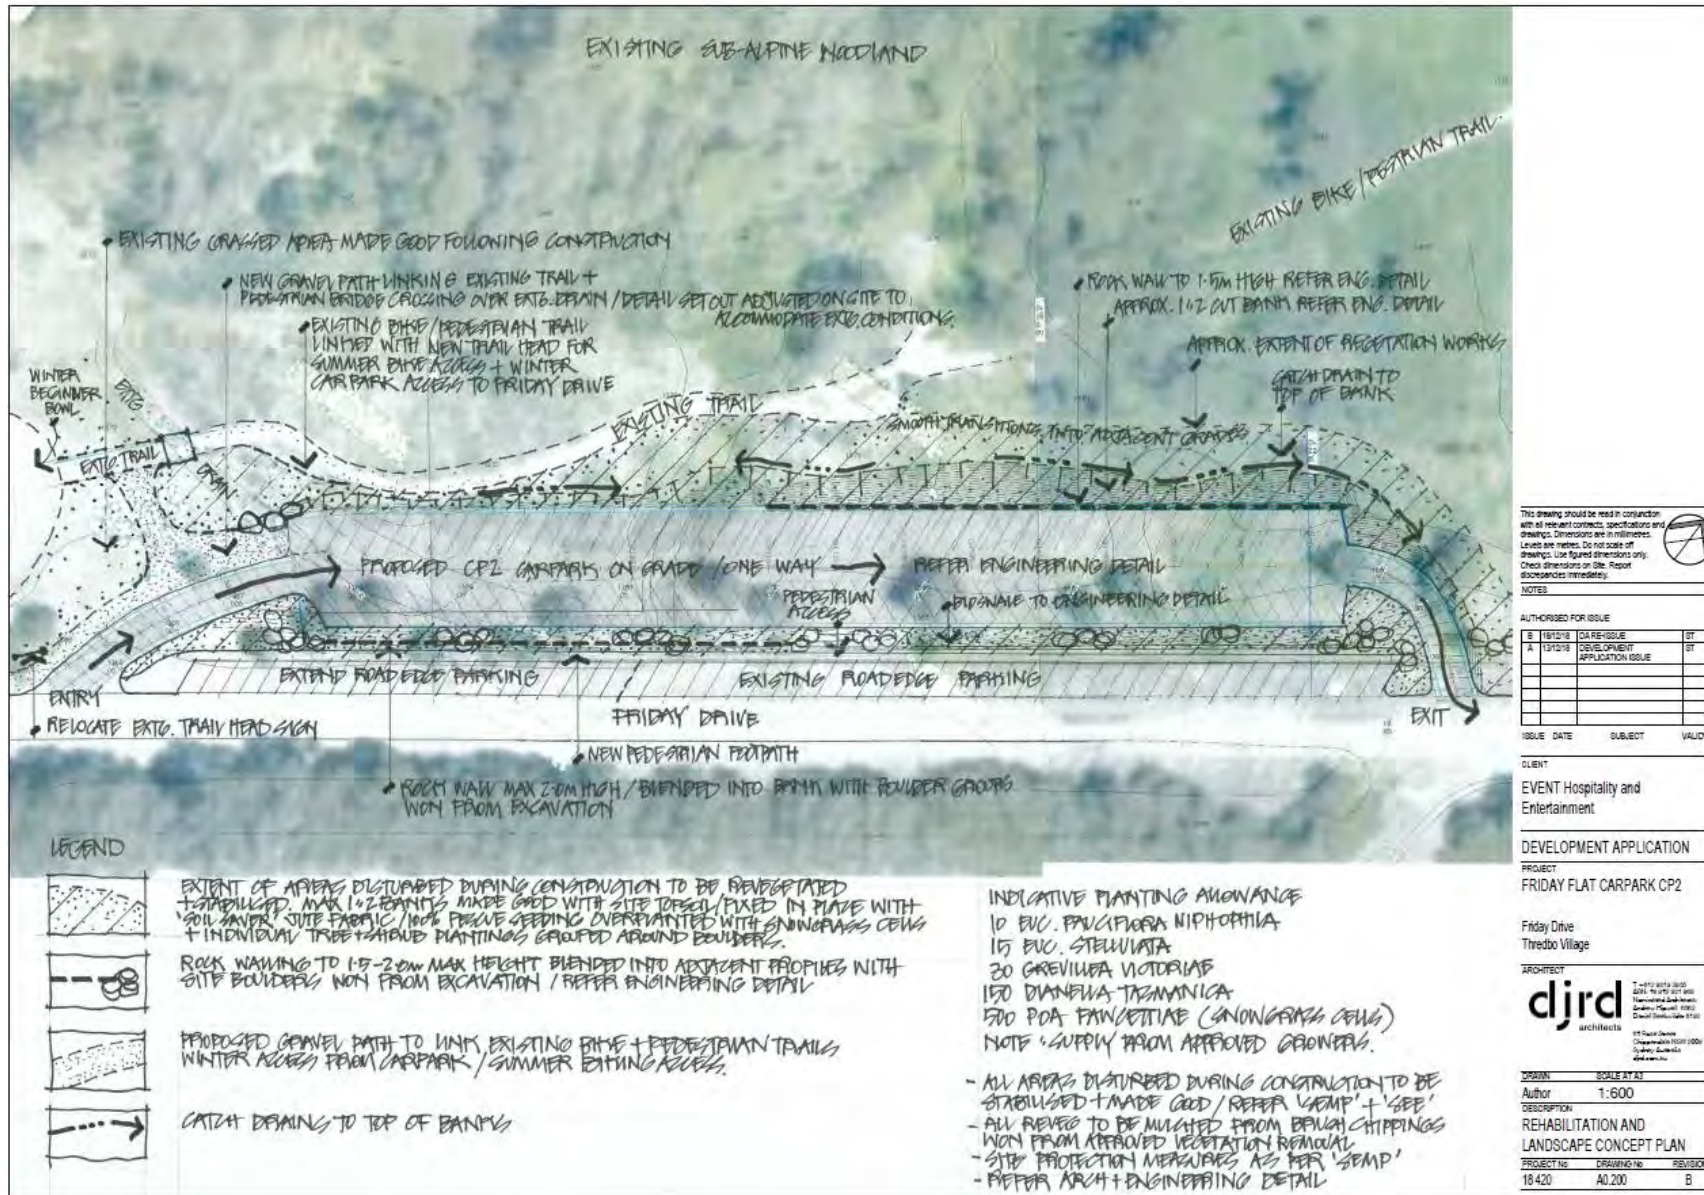 EXISTING SUB-ALPINE WOODLAND
EXISTING BIKE / PESTRIAN TRAIL
EXISTING GRASSED AREA MADE GOOD FOLLOWING CONSTRUCTION
NEW GRAVEL PATH LINKING EXISTING TRAIL +
PEDESTRIAN BRIDGE CROSSING OVER EXTG. DRAIN / DETAIL SET OUT ADJUSTED ON SITE TO
ACCOMMODATE EXTG. CONDITIONS.
EXISTING BIKE / PEDESTRIAN TRAIL
LINKED WITH NEW TRAIL HEAD FOR
SUMMER BIKE ACCESS + WINTER
CARPARK ACCESS TO FRIDAY DRIVE
ROCK WALL TO 1.5m HIGH REFER ENG. DETAIL
APPROX. 1:2 CUT BANK REFER ENG. DETAIL
APPROX. EXTENT OF REGETATION WORKS
CATCH DRAIN TO
TOP OF BANK
WINTER
BEGINNER
BOWL
EXTG
DRAIN
EXTG. TRAIL
EXISTING TRAIL
SMOOTH TRANSITIONS INTO ADJACENT GRADES
PROPOSED CP2 CARPARK ON GRADE / ONE WAY
REFER ENGINEERING DETAIL
PEDESTRIAN
ACCESS
BIOSWALE TO ENGINEERING DETAIL
EXTEND ROAD EDGE PARKING
EXISTING ROAD EDGE PARKING
ENTRY
RELOCATE EXTG. TRAIL HEAD SIGN
FRIDAY DRIVE
EXIT
NEW PEDESTRIAN FOOTPATH
ROCK WALL MAX 2.0m HIGH / BLENDED INTO BANK WITH BOULDER GROUPS
WON FROM EXCAVATION
LEGEND
EXTENT OF AREAS DISTURBED DURING CONSTRUCTION TO BE REVEGETATED
+ STABILISED. MAX 1:2 BANKS MADE GOOD WITH SITE TOPSOIL / FIXED IN PLACE WITH
'SOIL SAVER' JUTE FABRIC / 100% FESCUE SEEDING OVERPLANTED WITH SNOWGRASS CELLS
+ INDIVIDUAL TREE + SHRUB PLANTINGS GROUPED AROUND BOULDERS.
ROCK WALLING TO 1.5-2.0m MAX HEIGHT BLENDED INTO ADJACENT PROFILES WITH
SITE BOULDERS WON FROM EXCAVATION / REFER ENGINEERING DETAIL
PROPOSED GRAVEL PATH TO LINK EXISTING BIKE + PEDESTRIAN TRAILS
WINTER ACCESS FROM CARPARK / SUMMER BIKING ACCESS.
CATCH DRAINS TO TOP OF BANKS
INDICATIVE PLANTING ALLOWANCE
10 EUC. PAUCIFLORA NIPHOPHILA
15 EUC. STELLULATA
30 GREVILLEA VICTORIAE
150 DIANELLA TASMANICA
500 POA FAWCETTIAE (SNOWGRASS CELLS)
NOTE: SUPPLY FROM APPROVED GROWERS.
- ALL AREAS DISTURBED DURING CONSTRUCTION TO BE
STABILISED + MADE GOOD / REFER 'SEMP' + 'SEE'
- ALL REVEG TO BE MULCHED FROM BRUSH CHIPPINGS
WON FROM APPROVED VEGETATION REMOVAL
- SITE PROTECTION MEASURES AS PER 'SEMP'
- REFER ARCH + ENGINEERING DETAIL
This drawing should be read in conjunction
with all relevant contracts, specifications and
drawings. Dimensions are in millimetres.
Levels are metres. Do not scale off
drawings. Use figured dimensions only.
Check dimensions on Site. Report
discrepancies immediately.
NOTES
AUTHORISED FOR ISSUE
B 18/12/18 DA RE-ISSUE ST
A 13/12/18 DEVELOPMENT ST
APPLICATION ISSUE
ISSUE DATE SUBJECT
CLIENT
EVENT Hospitality and
Entertainment
DEVELOPMENT APPLICATION
PROJECT
FRIDAY FLAT CARPARK CP2
Friday Drive
Thredbo Village
ARCHITECT
djrd
architects
DRAWN SCALE AT A3
Author 1:600
DESCRIPTION
REHABILITATION AND
LANDSCAPE CONCEPT PLAN
PROJECT No DRAWING No REVISION
18 420 A0.200 B